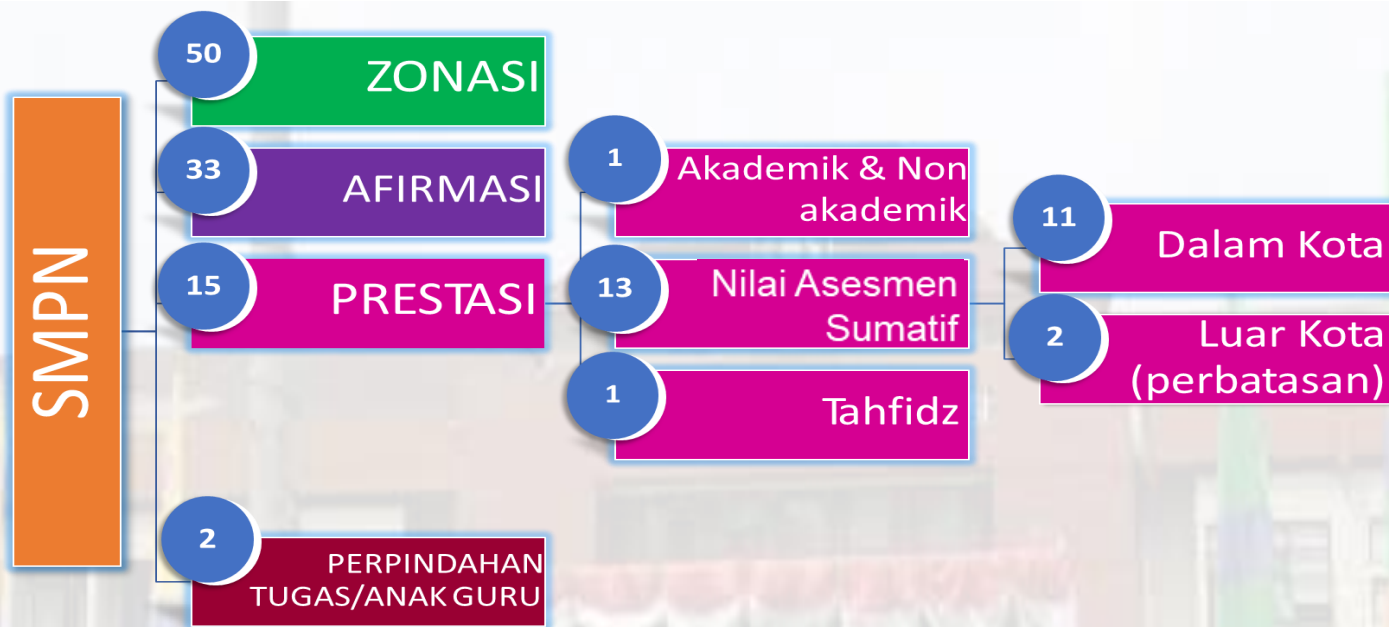 SMPN
50
ZONASI
33
AFIRMASI
15
PRESTASI
2
PERPINDAHAN
TUGAS/ANAK GURU
1
Akademik & Non
akademik
13
Nilai Asesmen
Sumatif
1
Tahfidz
11
Dalam Kota
2
Luar Kota
(perbatasan)